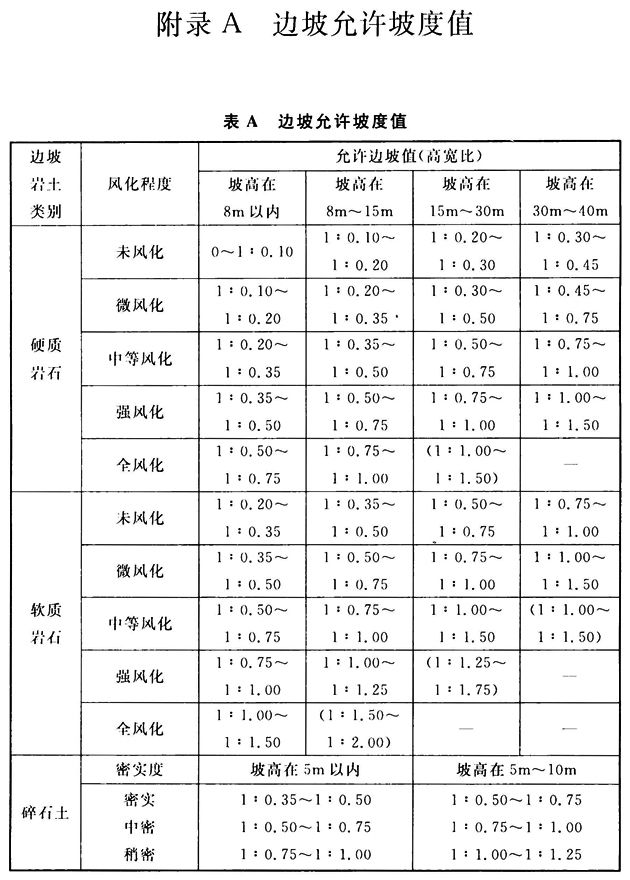 附录 A 边坡允许坡度值
表 A 边坡允许坡度值
边坡岩土类别 风化程度 允许边坡值(高宽比)
坡高在8m以内 坡高在8m～15m 坡高在15m～30m 坡高在30m～40m
硬质岩石
未风化 0～1∶0.10 1∶0.10～1∶0.20 1∶0.20～1∶0.30 1∶0.30～1∶0.45
微风化 1∶0.10～1∶0.20 1∶0.20～1∶0.35 1∶0.30～1∶0.50 1∶0.45～1∶0.75
中等风化 1∶0.20～1∶0.35 1∶0.35～1∶0.50 1∶0.50～1∶0.75 1∶0.75～1∶1.00
强风化 1∶0.35～1∶0.50 1∶0.50～1∶0.75 1∶0.75～1∶1.00 1∶1.00～1∶1.50
全风化 1∶0.50～1∶0.75 1∶0.75～1∶1.00 (1∶1.00～1∶1.50) —
软质岩石
未风化 1∶0.20～1∶0.35 1∶0.35～1∶0.50 1∶0.50～1∶0.75 1∶0.75～1∶1.00
微风化 1∶0.35～1∶0.50 1∶0.50～1∶0.75 1∶0.75～1∶1.00 1∶1.00～1∶1.50
中等风化 1∶0.50～1∶0.75 1∶0.75～1∶1.00 1∶1.00～1∶1.50 (1∶1.00～1∶1.50)
强风化 1∶0.75～1∶1.00 1∶1.00～1∶1.25 (1∶1.25～1∶1.75) —
全风化 1∶1.00～1∶1.50 (1∶1.50～1∶2.00) — —
碎石土
密实度 坡高在5m以内 坡高在5m～10m
密实 1∶0.35～1∶0.50 1∶0.50～1∶0.75
中密 1∶0.50～1∶0.75 1∶0.75～1∶1.00
稍密 1∶0.75～1∶1.00 1∶1.00～1∶1.25